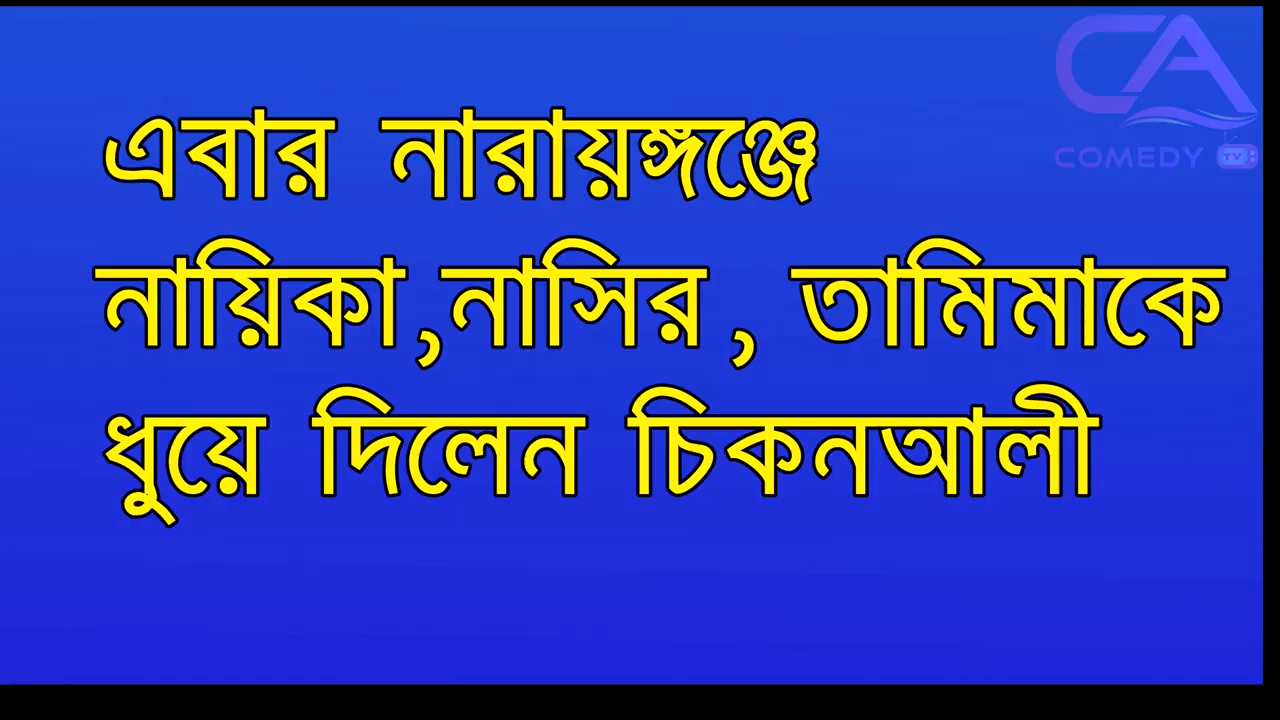 CA
COMEDY TV
এবার নারায়ঙ্গঞ্জে
নায়িকা,নাসির, তামিমাকে
ধুয়ে দিলেন চিকনআলী